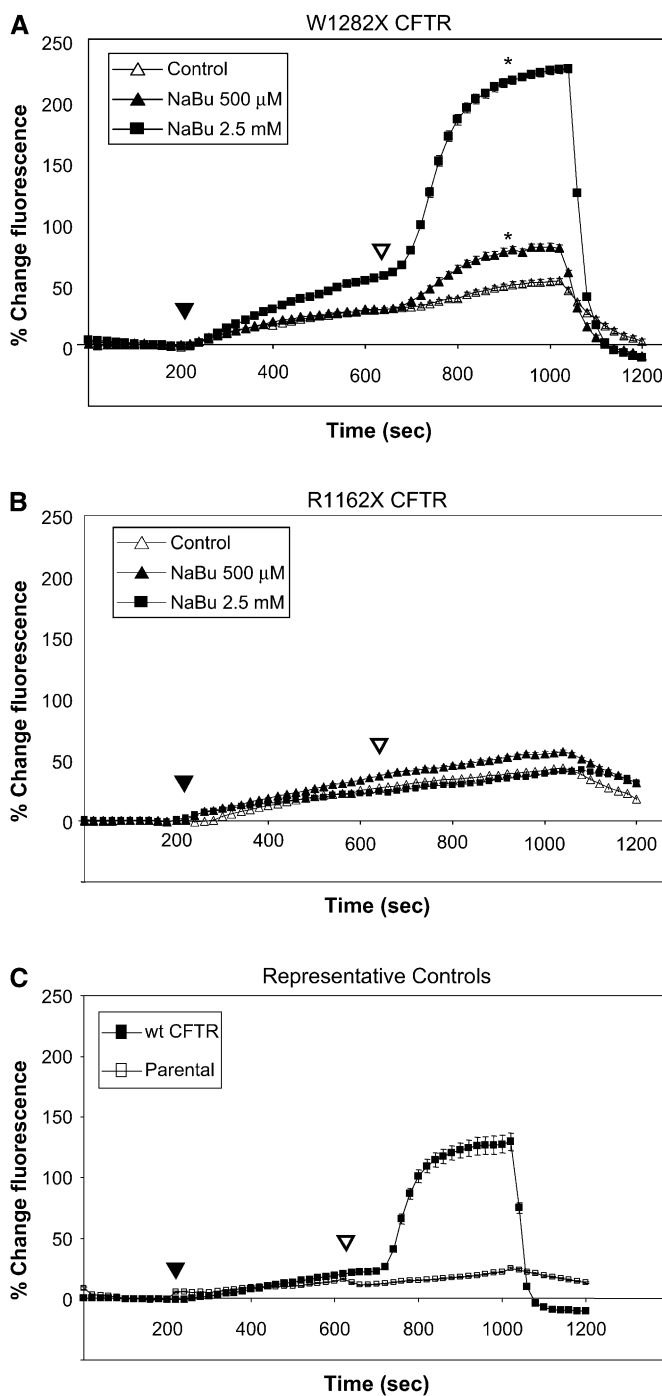 A
W1282X CFTR
Control
NaBu 500 μM
NaBu 2.5 mM
% Change fluorescence
250
200
150
100
50
0
*
*
200 400 600 800 1000 1200
Time (sec)
B
R1162X CFTR
Control
NaBu 500 μM
NaBu 2.5 mM
% Change fluorescence
250
200
150
100
50
0
200 400 600 800 1000 1200
Time (sec)
C
Representative Controls
wt CFTR
Parental
% Change fluorescence
250
200
150
100
50
0
200 400 600 800 1000 1200
Time (sec)